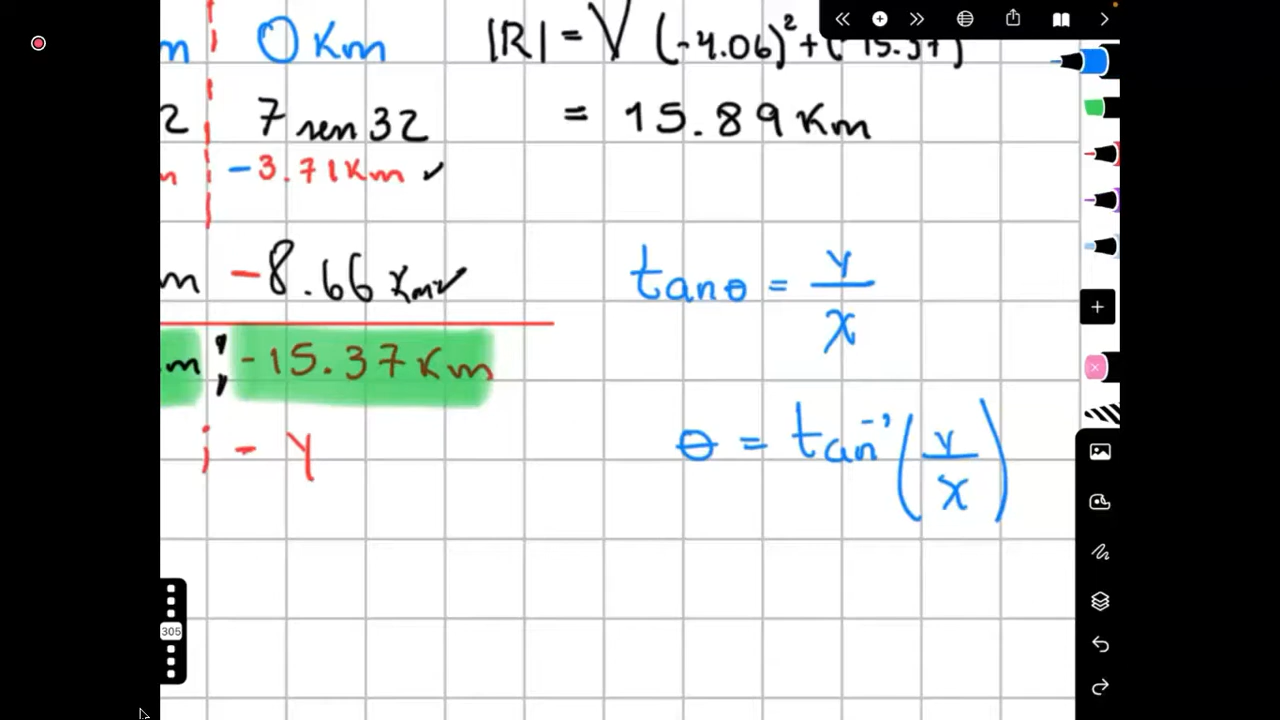 m 0 Km
|R| = √ (-4.06)² + (-15.37)
2 7 sen 32
= 15.89 Km
m -3.71 Km ✓
m -8.66 Km ✓
tanθ = y/x
m ; -15.37 Km
θ = tan⁻¹(y/x)
; - y
305